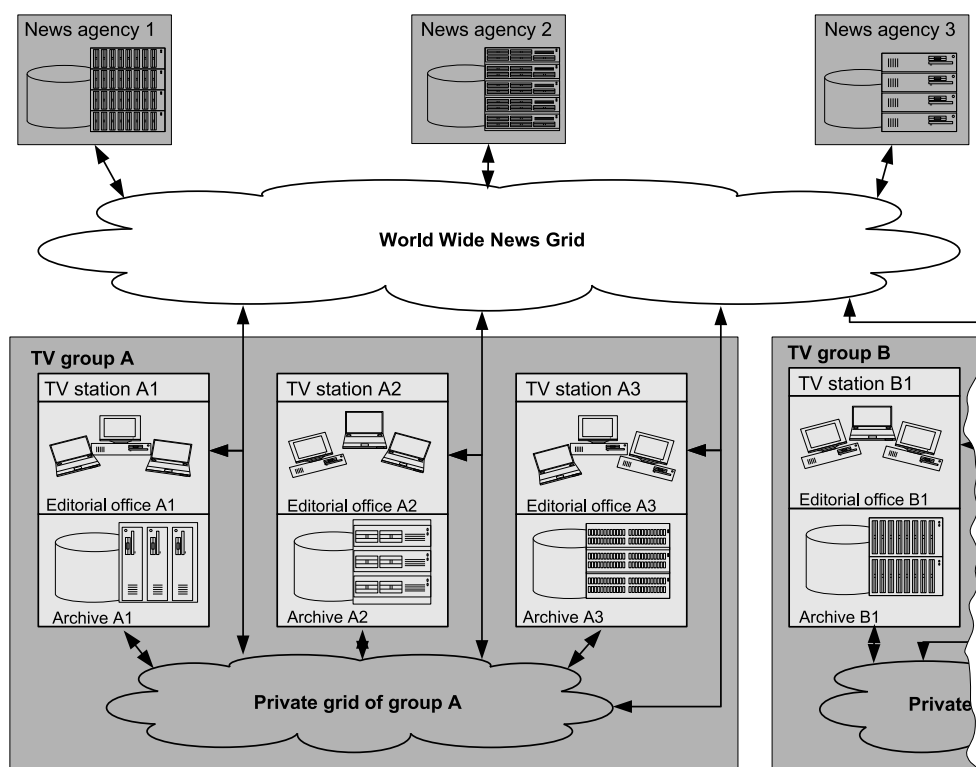 News agency 1
News agency 2
News agency 3
World Wide News Grid
TV group A
TV station A1
Editorial office A1
Archive A1
TV station A2
Editorial office A2
Archive A2
TV station A3
Editorial office A3
Archive A3
Private grid of group A
TV group B
TV station B1
Editorial office B1
Archive B1
Private